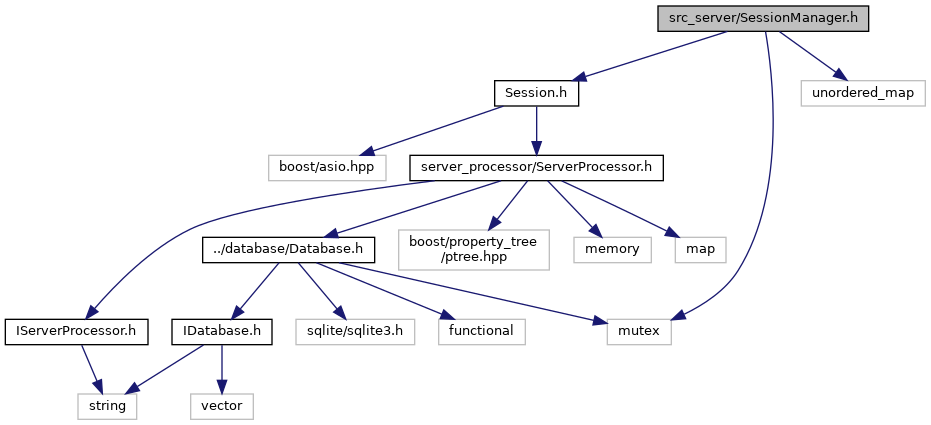 src_server/SessionManager.h
Session.h
unordered_map
boost/asio.hpp
server_processor/ServerProcessor.h
../database/Database.h
boost/property_tree
/ptree.hpp
memory
map
IServerProcessor.h
IDatabase.h
sqlite/sqlite3.h
functional
mutex
string
vector